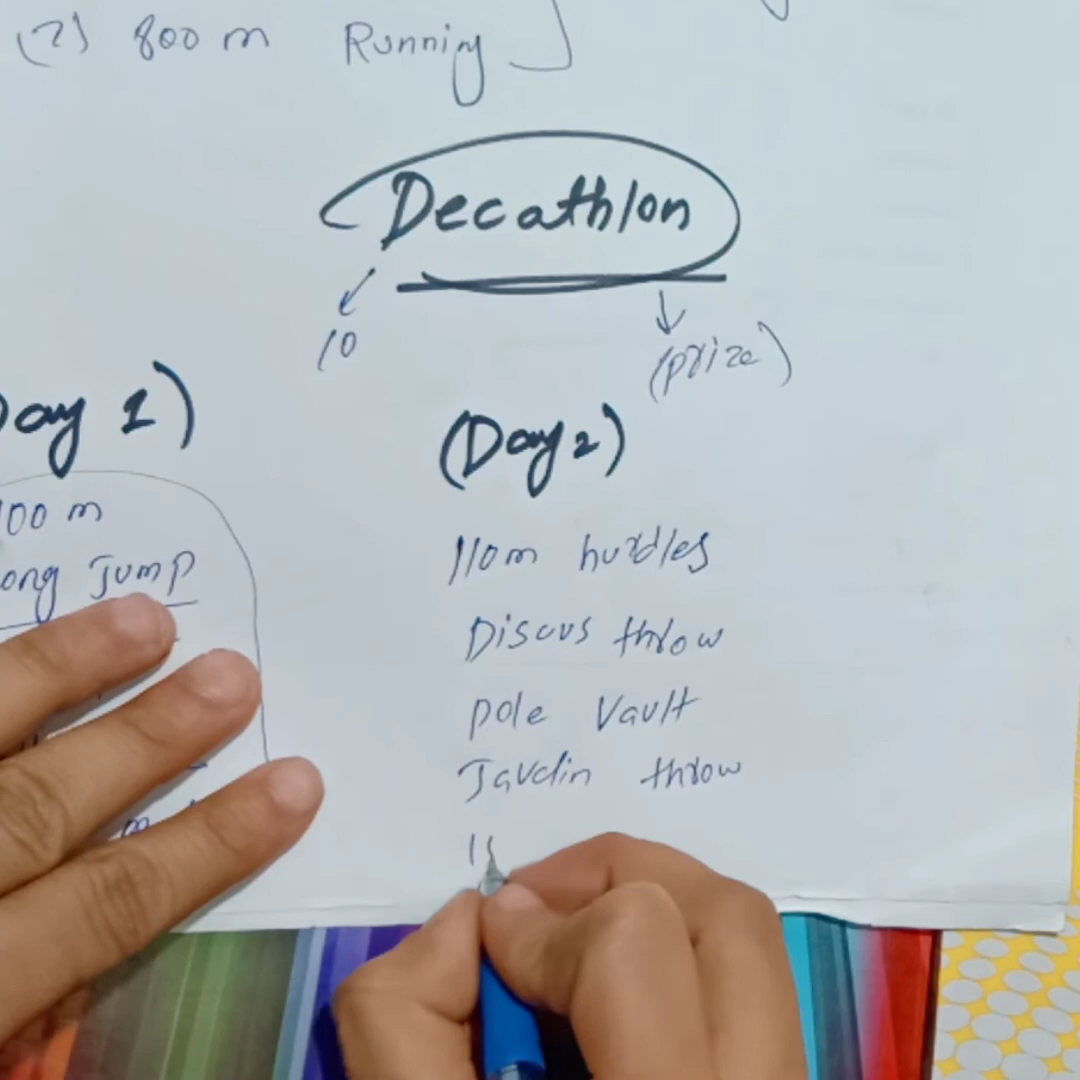 (7) 800 m Running
Decathlon
10
(prize)
Day 1)
(Day 2)
100 m
ong Jump
110m hurdles
Discus throw
pole Vault
Javelin throw